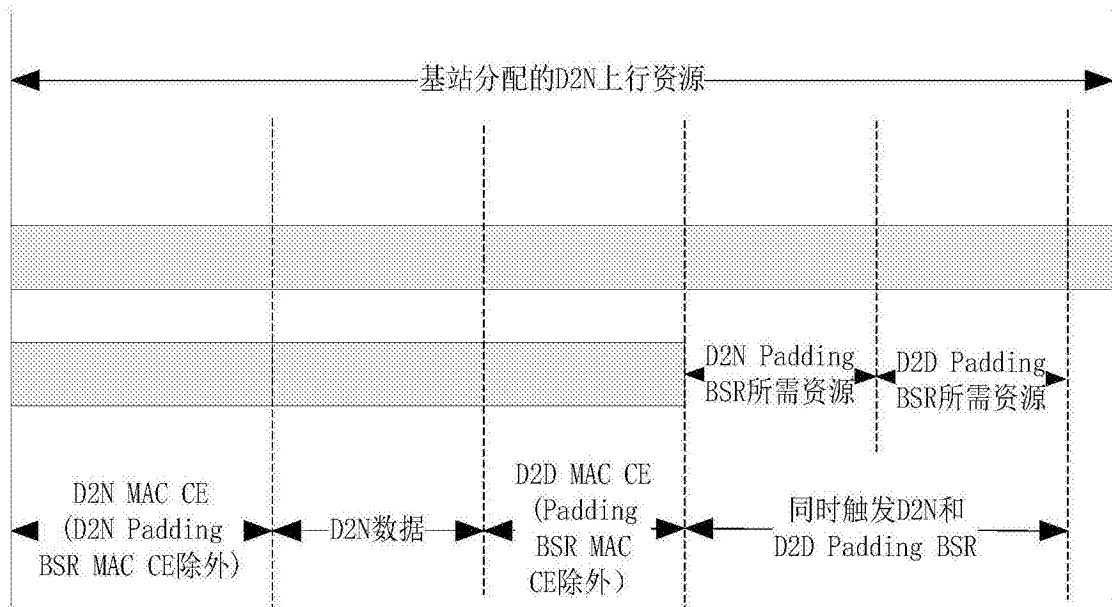 基站分配的D2N上行资源
D2N Padding
BSR所需资源
D2D Padding
BSR所需资源
D2N MAC CE
(D2N Padding
BSR MAC CE除外)
D2N数据
D2D MAC CE
(Padding
BSR MAC
CE除外)
同时触发D2N和
D2D Padding BSR